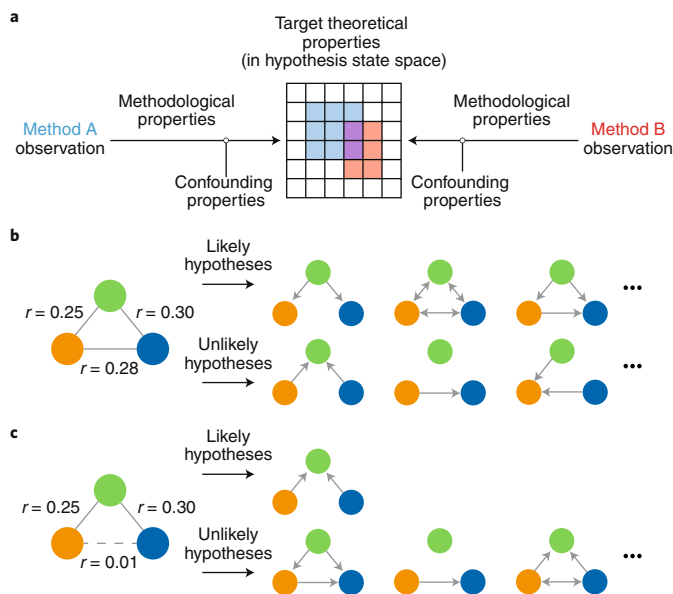 a
Target theoretical
properties
(in hypothesis state space)
Methodological
properties
Methodological
properties
Method A
observation
Method B
observation
Confounding
properties
Confounding
properties
b
Likely
hypotheses
r = 0.25
r = 0.30
r = 0.28
...
Unlikely
hypotheses
...
c
Likely
hypotheses
r = 0.25
r = 0.30
r = 0.01
Unlikely
hypotheses
...